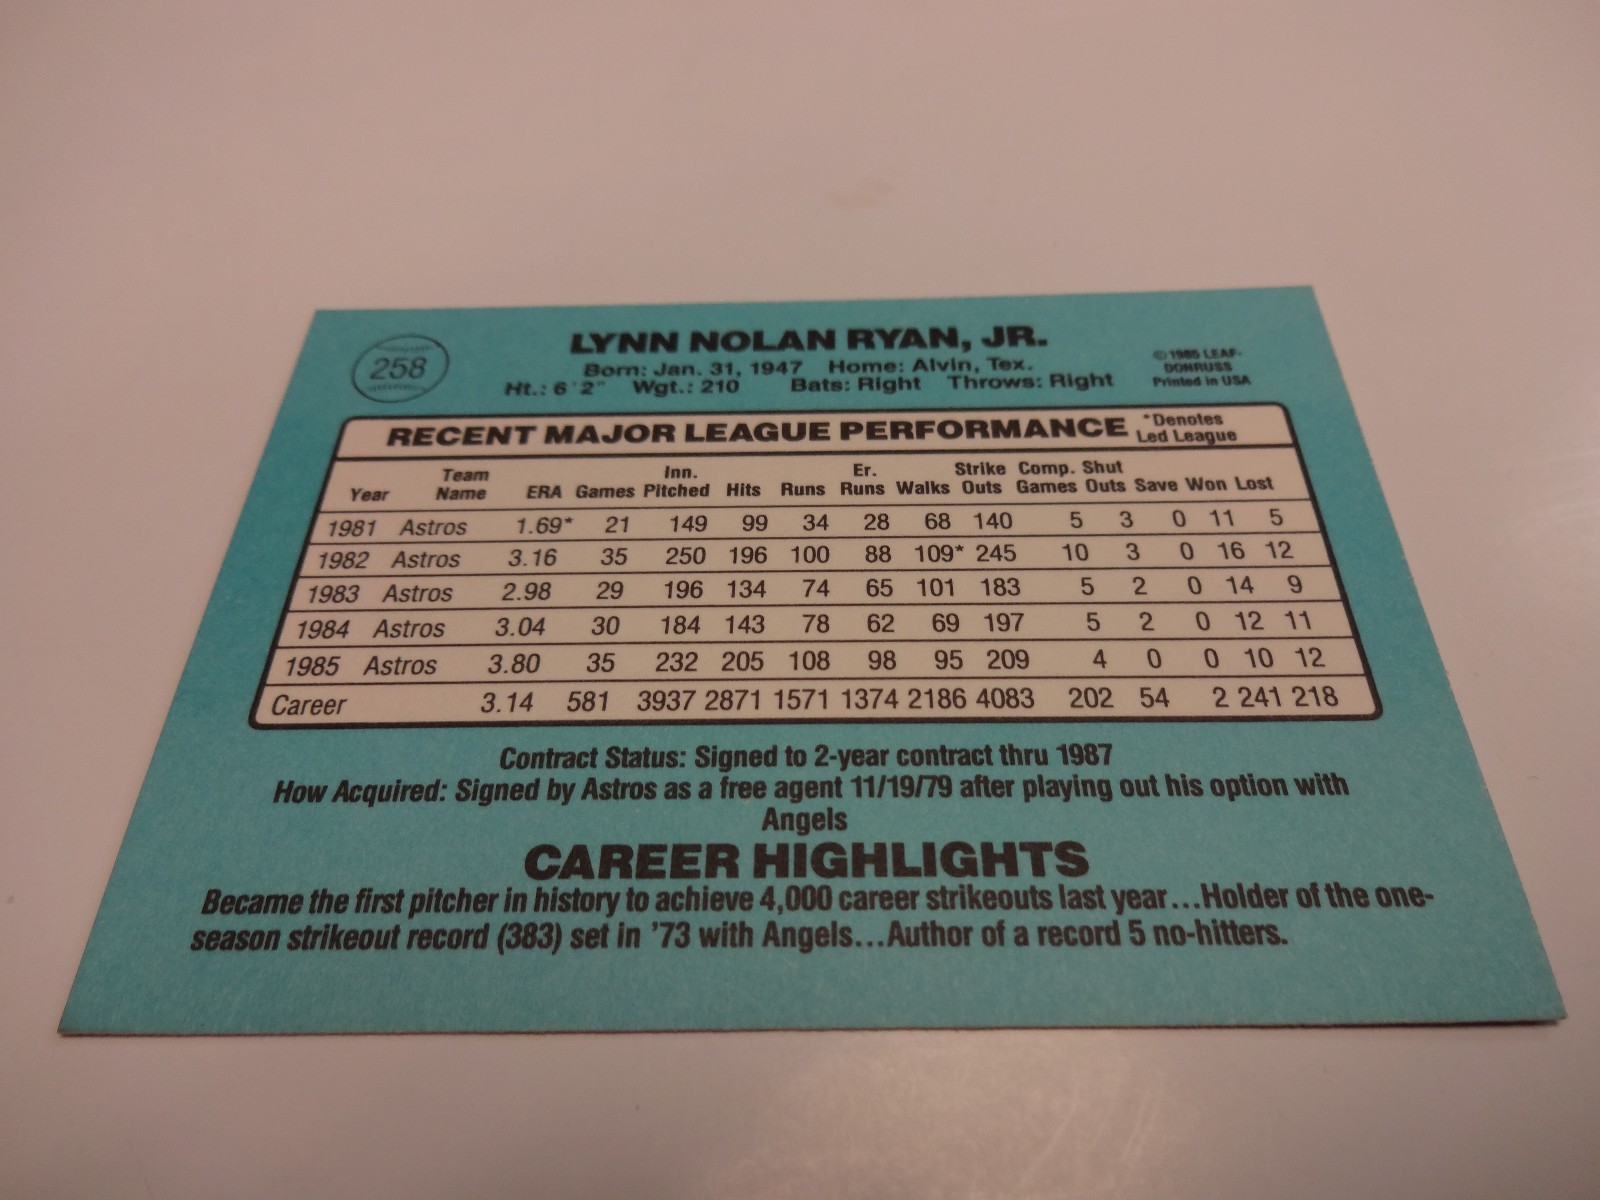 258
LYNN NOLAN RYAN, JR.
Born: Jan. 31, 1947 Home: Alvin, Tex.
Ht.: 6'2" Wgt.: 210 Bats: Right Throws: Right
© 1985 LEAF-
DONRUSS
Printed in USA
RECENT MAJOR LEAGUE PERFORMANCE
*Denotes
Led League
Year Team Name ERA Games Inn. Pitched Hits Runs Er. Runs Walks Strike Outs Comp. Games Shut Outs Save Won Lost
1981 Astros 1.69* 21 149 99 34 28 68 140 5 3 0 11 5
1982 Astros 3.16 35 250 196 100 88 109* 245 10 3 0 16 12
1983 Astros 2.98 29 196 134 74 65 101 183 5 2 0 14 9
1984 Astros 3.04 30 184 143 78 62 69 197 5 2 0 12 11
1985 Astros 3.80 35 232 205 108 98 95 209 4 0 0 10 12
Career 3.14 581 3937 2871 1571 1374 2186 4083 202 54 2 241 218
Contract Status: Signed to 2-year contract thru 1987
How Acquired: Signed by Astros as a free agent 11/19/79 after playing out his option with
Angels
CAREER HIGHLIGHTS
Became the first pitcher in history to achieve 4,000 career strikeouts last year...Holder of the one-
season strikeout record (383) set in '73 with Angels...Author of a record 5 no-hitters.